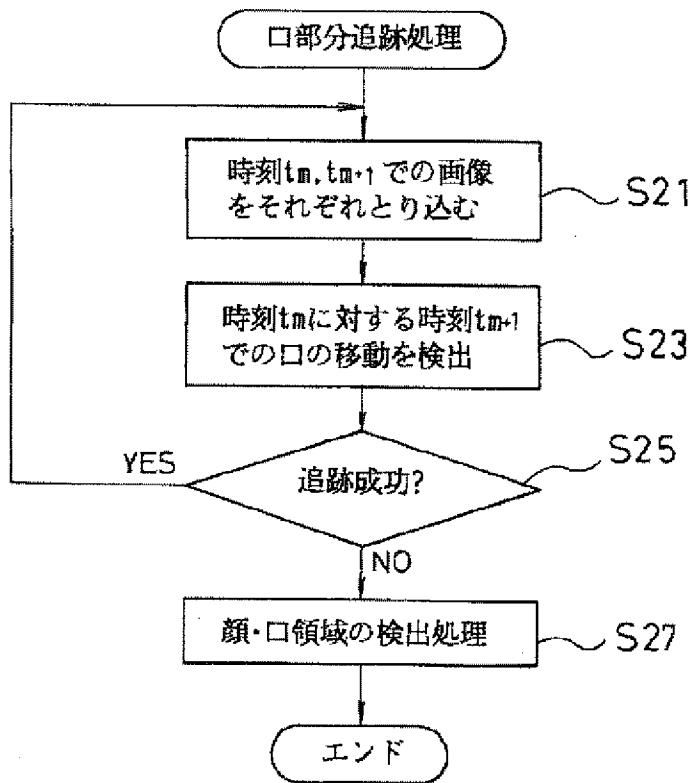 口部分追跡処理
時刻tm,tm+1での画像
をそれぞれとり込む
S21
時刻tmに対する時刻tm+1
での口の移動を検出
S23
追跡成功?
S25
YES
NO
顔・口領域の検出処理
S27
エンド